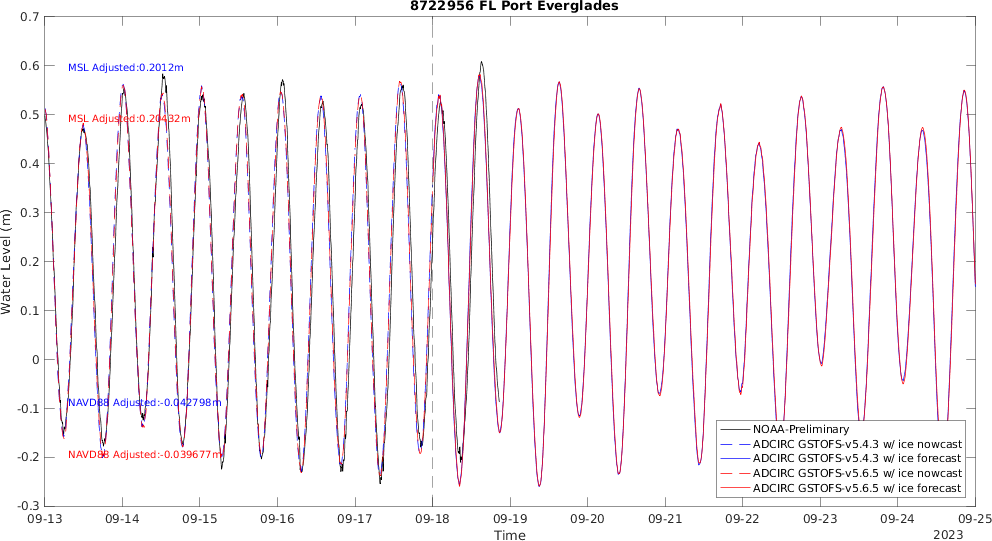 8722956 FL Port Everglades
0.7
0.6
0.5
0.4
0.3
0.2
0.1
0
-0.1
-0.2
-0.3
Water Level (m)
MSL Adjusted:0.2012m
MSL Adjusted:0.20432m
NAVD88 Adjusted:-0.042798m
NAVD88 Adjusted:-0.039677m
NOAA-Preliminary
ADCIRC GSTOFS-v5.4.3 w/ ice nowcast
ADCIRC GSTOFS-v5.4.3 w/ ice forecast
ADCIRC GSTOFS-v5.6.5 w/ ice nowcast
ADCIRC GSTOFS-v5.6.5 w/ ice forecast
09-13 09-14 09-15 09-16 09-17 09-18 09-19 09-20 09-21 09-22 09-23 09-24 09-25
Time
2023